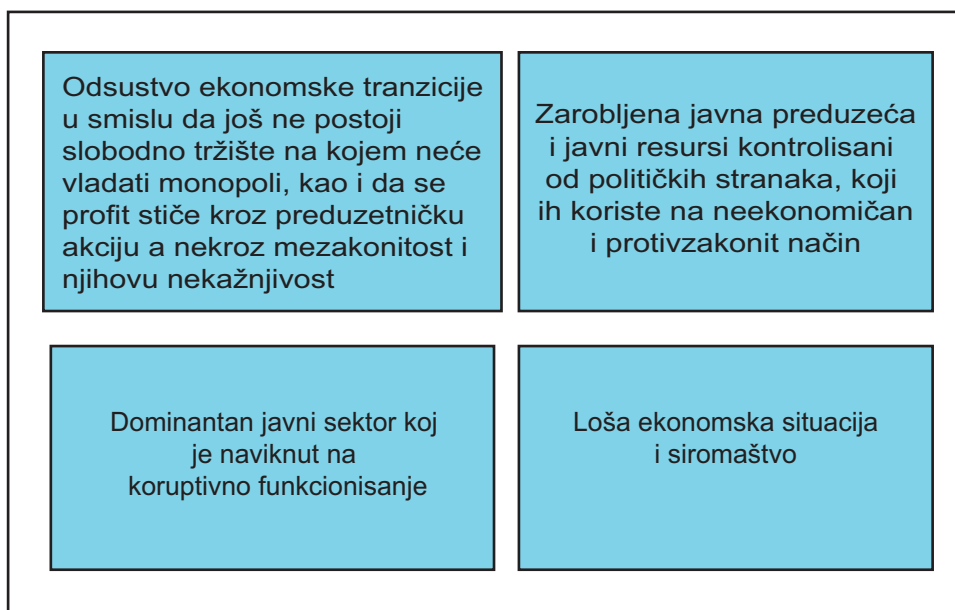 Odsustvo ekonomske tranzicije
u smislu da još ne postoji
slobodno tržište na kojem neće
vladati monopoli, kao i da se
profit stiče kroz preduzetničku
akciju a nekroz mezakonitost i
njihovu nekažnjivost
Zarobljena javna preduzeća
i javni resursi kontrolisani
od političkih stranaka, koji
ih koriste na neekonomičan
i protivzakonit način
Dominantan javni sektor koj
je naviknut na
koruptivno funkcionisanje
Loša ekonomska situacija
i siromaštvo